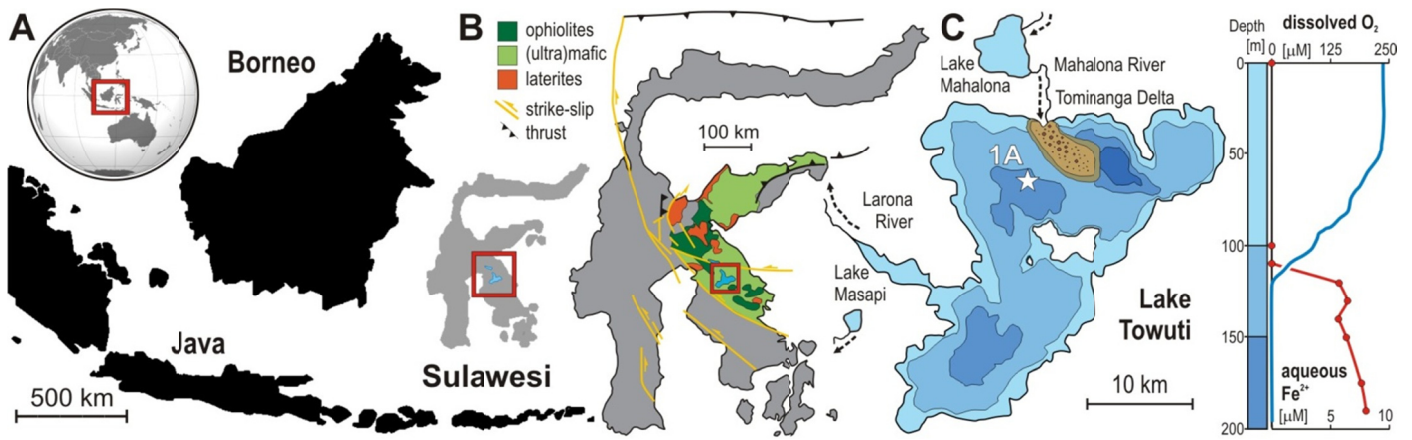 A
Borneo
Java
500 km
Sulawesi
B
ophiolites
(ultra)mafic
laterites
strike-slip
thrust
100 km
Larona
River
Lake
Masapi
C
Lake
Mahalona
Mahalona River
Tominanga Delta
1A
Lake
Towuti
10 km
Depth
[m]
dissolved O₂
0 [µM] 125 250
0
50
100
150
200
aqueous
Fe²⁺
[µM] 5 10